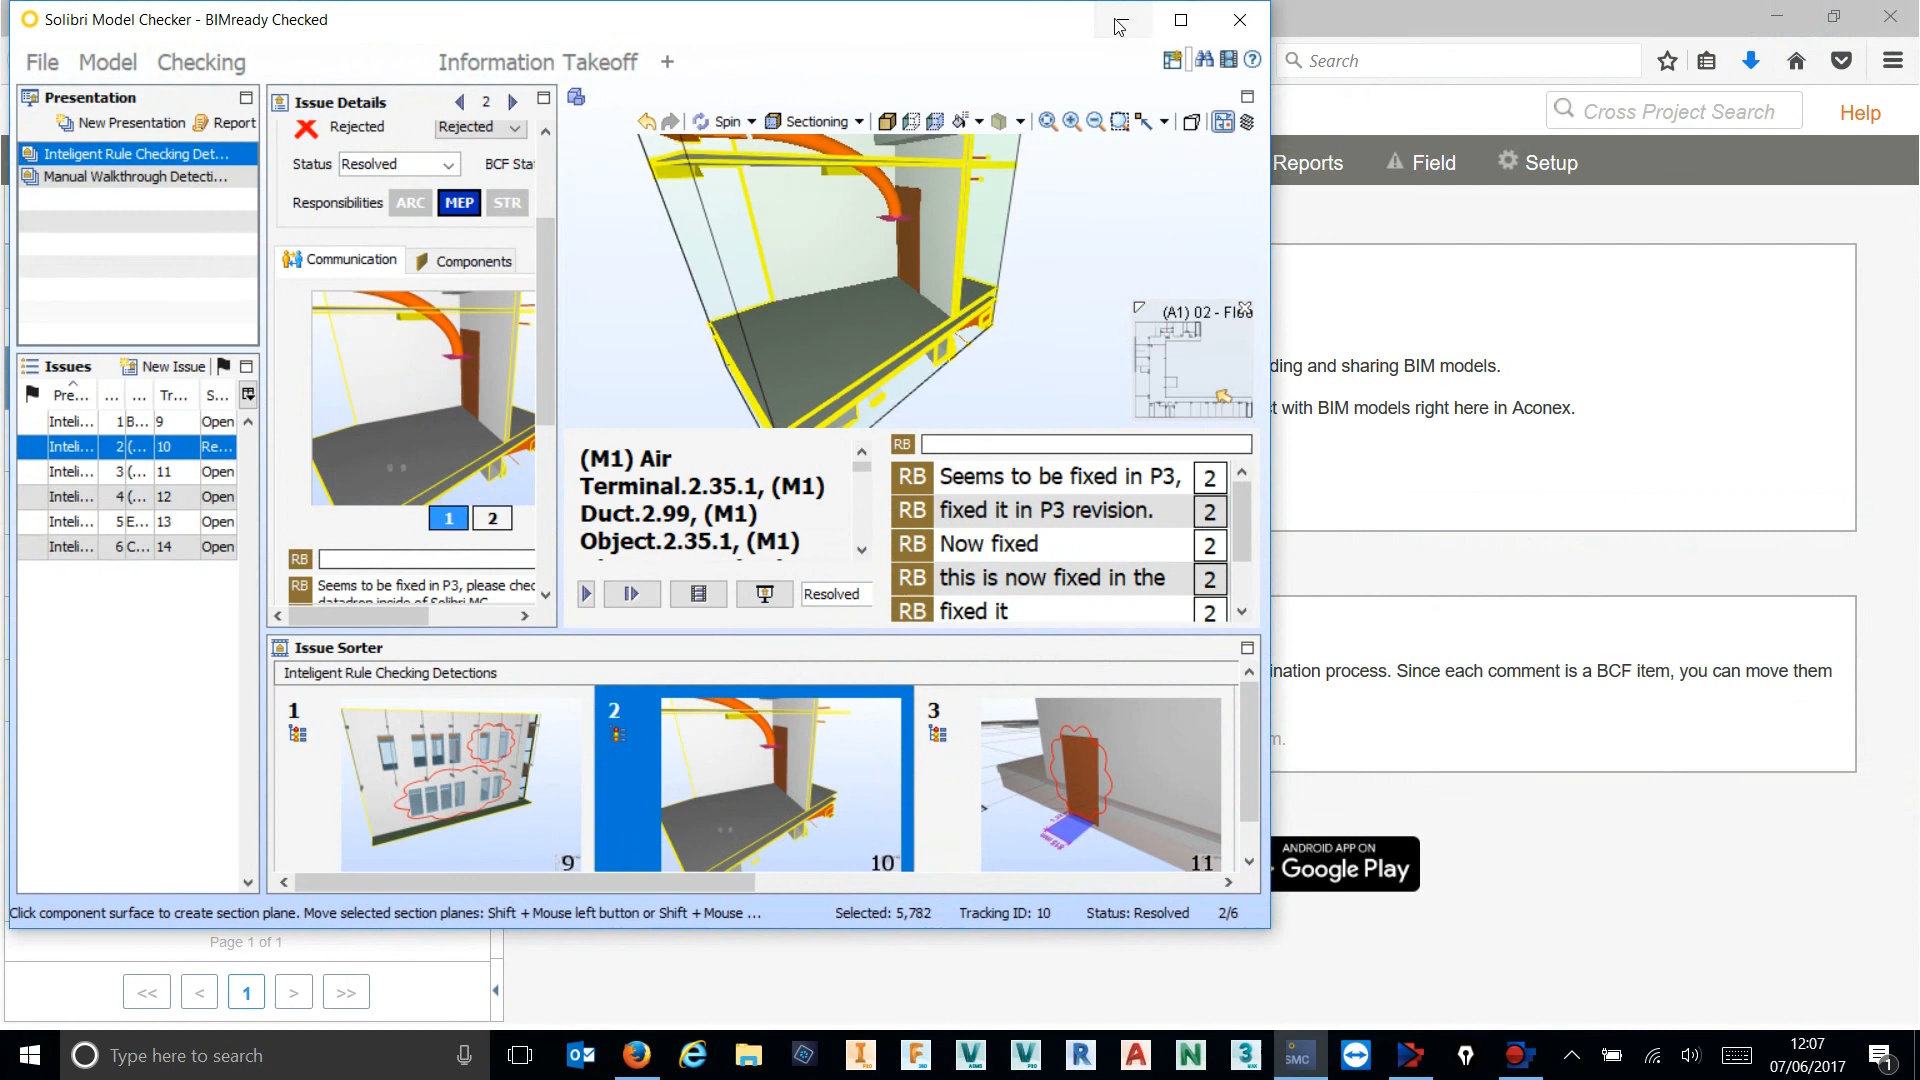 Solibri Model Checker - BIMready Checked
File Model Checking Information Takeoff +
Presentation
New Presentation Report
Inteligent Rule Checking Det...
Manual Walkthrough Detecti...
Issues New Issue
Pre... ... ... Tr... S...
Inteli... 1 B... 9 Open
Inteli... 2 (... 10 Re...
Inteli... 3 (... 11 Open
Inteli... 4 (... 12 Open
Inteli... 5 E... 13 Open
Inteli... 6 C... 14 Open
Issue Details 2
Rejected Rejected
Status Resolved BCF Sta
Responsibilities ARC MEP STR
Communication Components
1 2
RB
RB Seems to be fixed in P3, please chec
Spin Sectioning
(A1) 02 - Floo
(M1) Air
Terminal.2.35.1, (M1)
Duct.2.99, (M1)
Object.2.35.1, (M1)
Resolved
RB
RB Seems to be fixed in P3, 2
RB fixed it in P3 revision. 2
RB Now fixed 2
RB this is now fixed in the 2
RB fixed it 2
Issue Sorter
Inteligent Rule Checking Detections
1 9
2 10
3 11
Click component surface to create section plane. Move selected section planes: Shift + Mouse left button or Shift + Mouse ... Selected: 5,782 Tracking ID: 10 Status: Resolved 2/6
Search
Cross Project Search Help
Reports Field Setup
ding and sharing BIM models.
t with BIM models right here in Aconex.
ination process. Since each comment is a BCF item, you can move them
m.
ANDROID APP ON
Google Play
Page 1 of 1
<< < 1 > >>
Type here to search
SMC
12:07
07/06/2017
1